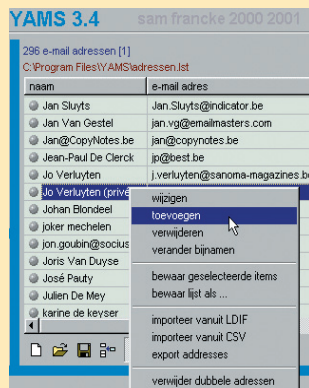 YAMS 3.4 sam francke 2000 2001
296 e-mail adressen [1]
C:\Program Files\YAMS\adressen.lst
naam e-mail adres
Jan Sluyts Jan.Sluyts@indicator.be
Jan Van Gestel jan.vg@emailmasters.com
Jan@CopyNotes.be jan@copynotes.be
Jean-Paul De Clerck jp@best.be
Jo Verluyten j.verluyten@sanoma-magazines.b
Jo Verluyten (privé
Johan Blondeel
joker mechelen
jon.goubin@socius
Joris Van Duyse
José Pauty
Julien De Mey
karine de keyser
wijzigen
toevoegen
verwijderen
verander bijnamen
bewaar geselecteerde items
bewaar lijst als ...
importeer vanuit LDIF
importeer vanuit CSV
export addresses
verwijder dubbele adressen